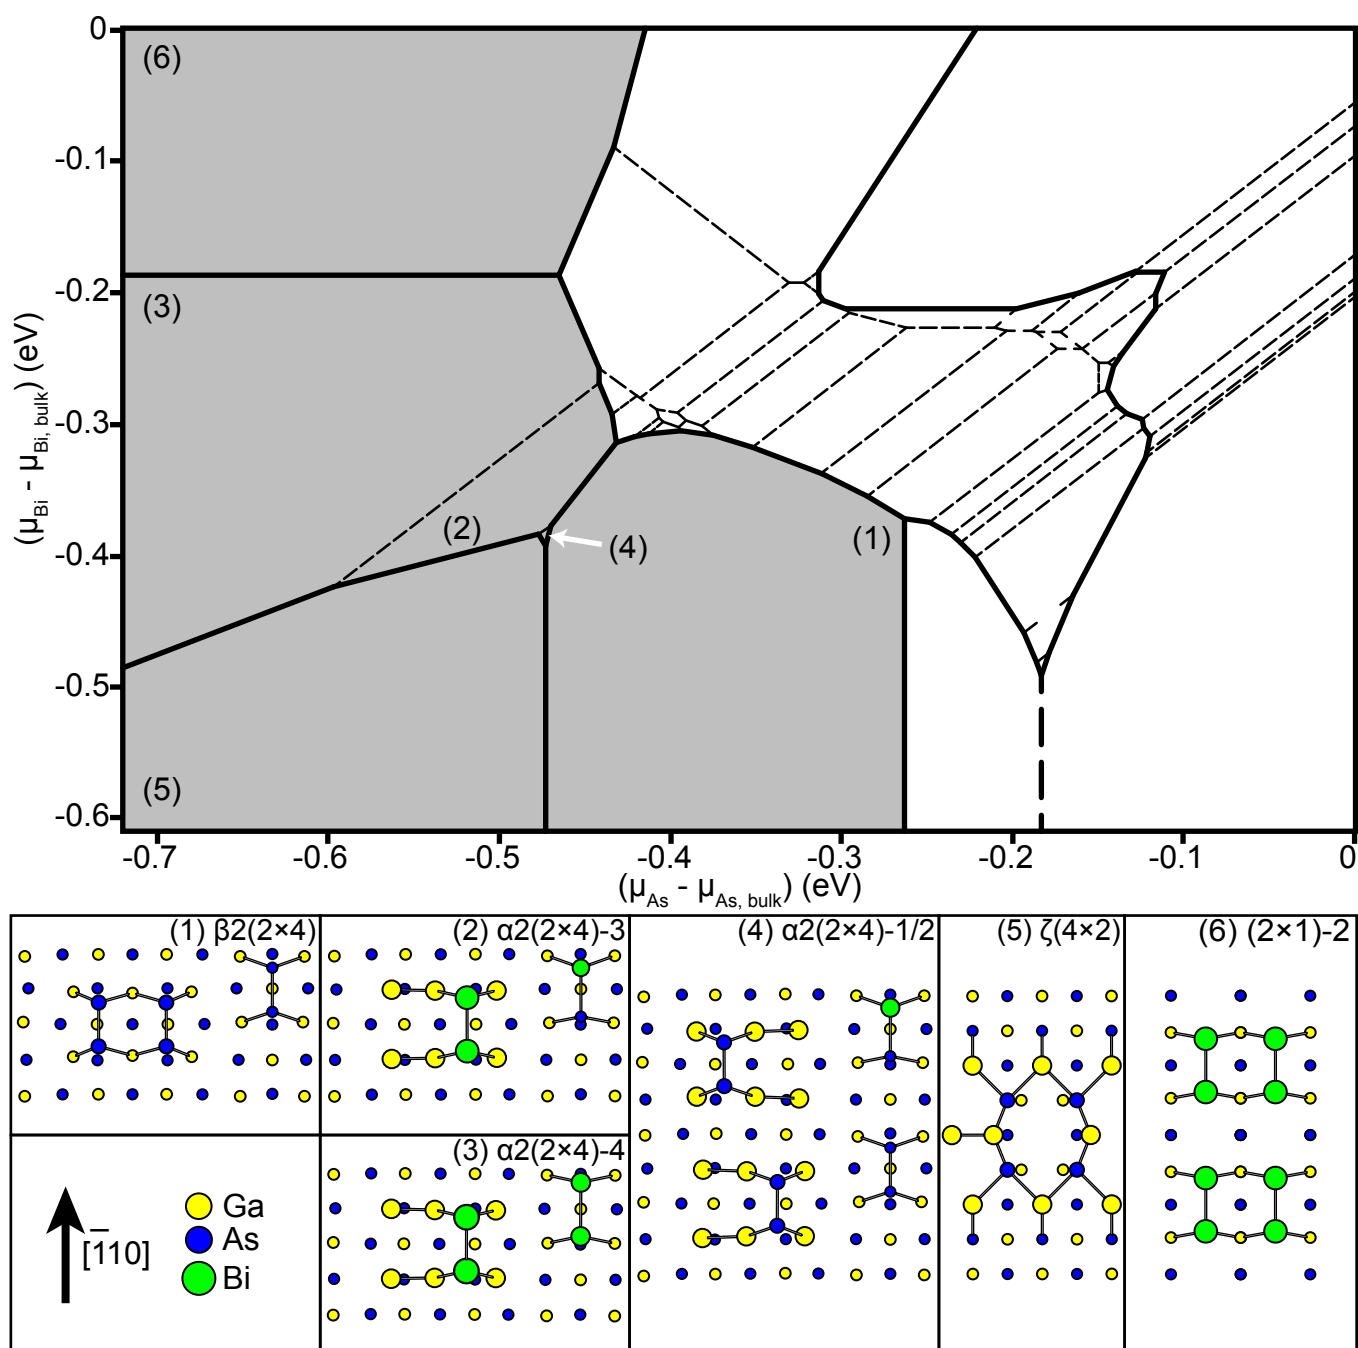 0
-0.1
-0.2
-0.3
-0.4
-0.5
-0.6
(μBi - μBi, bulk) (eV)
(6)
(3)
(2)
(4)
(1)
(5)
-0.7 -0.6 -0.5 -0.4 -0.3 -0.2 -0.1 0
(μAs - μAs, bulk) (eV)
(1) β2(2×4)
(2) α2(2×4)-3
(3) α2(2×4)-4
(4) α2(2×4)-1/2
(5) ζ(4×2)
(6) (2×1)-2
[1̅10]
Ga
As
Bi